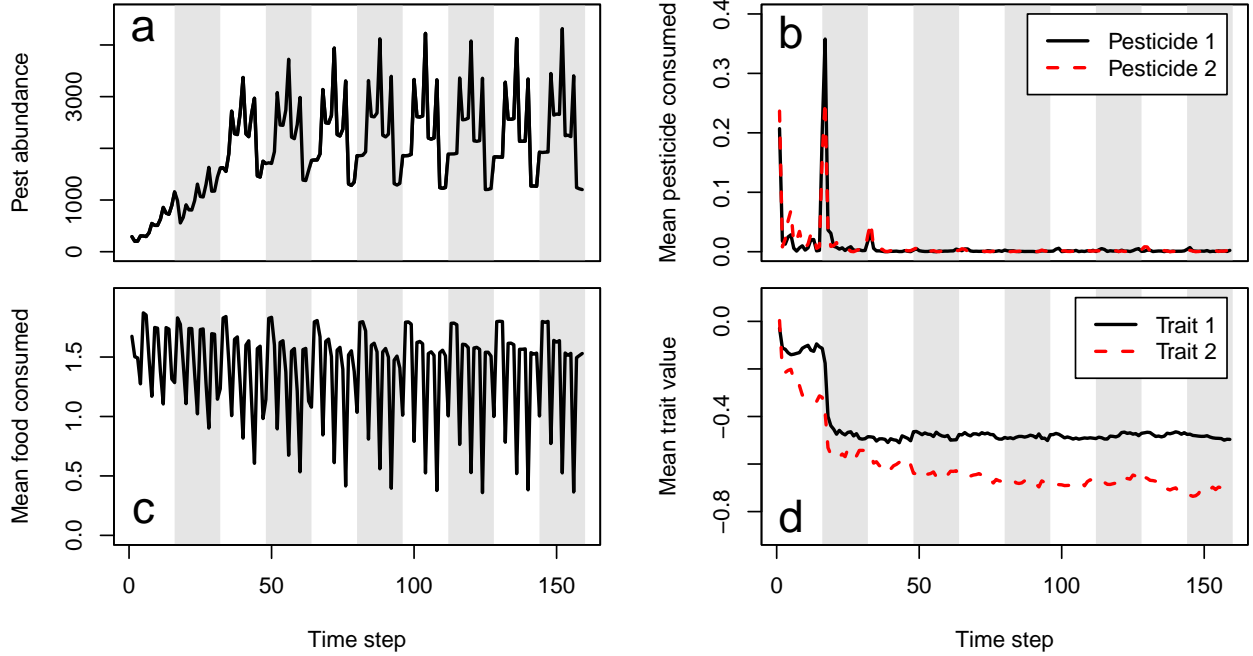 a
Pest abundance
0
1000
3000
b
Mean pesticide consumed
0.0
0.1
0.2
0.3
0.4
Pesticide 1
Pesticide 2
c
Mean food consumed
0.0
0.5
1.0
1.5
0
50
100
150
Time step
d
Mean trait value
−0.8
−0.4
0.0
Trait 1
Trait 2
0
50
100
150
Time step